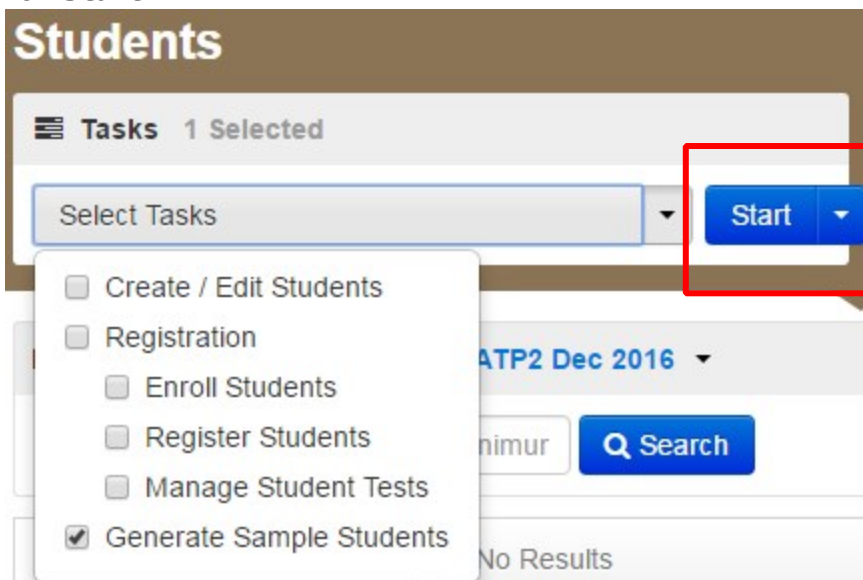 Students
Tasks 1 Selected
Select Tasks
Start
Create / Edit Students
Registration
Enroll Students
Register Students
Manage Student Tests
Generate Sample Students
ATP2 Dec 2016
Search
No Results